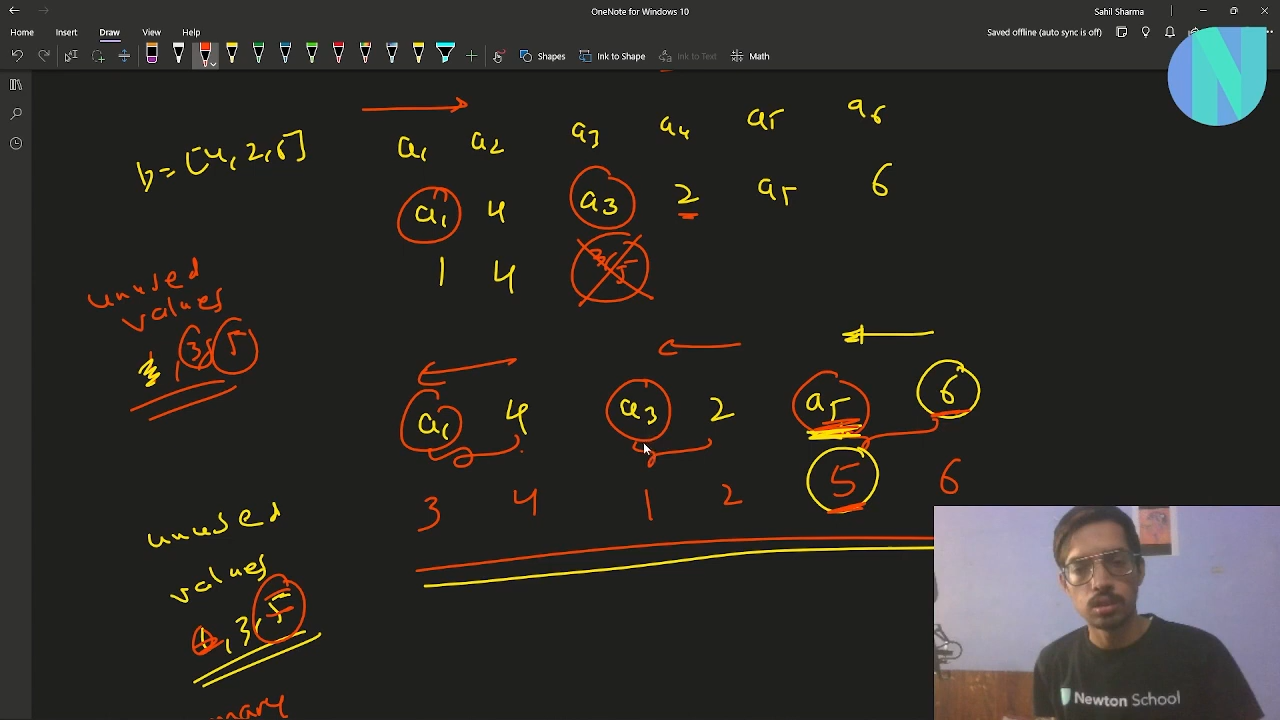 OneNote for Windows 10
Sahil Sharma
Home Insert Draw View Help
Saved offline (auto sync is off)
Shapes Ink to Shape Ink to Text Math
a1 a2 a3 a4 a5 a6
b = [4, 2, 6]
a1 4 a3 2 a5 6
1 4
unused
values
, 3, 5
a1 4 a3 2 a5 6
3 4 1 2 5 6
unused
values
1, 3, 5
N
Newton School